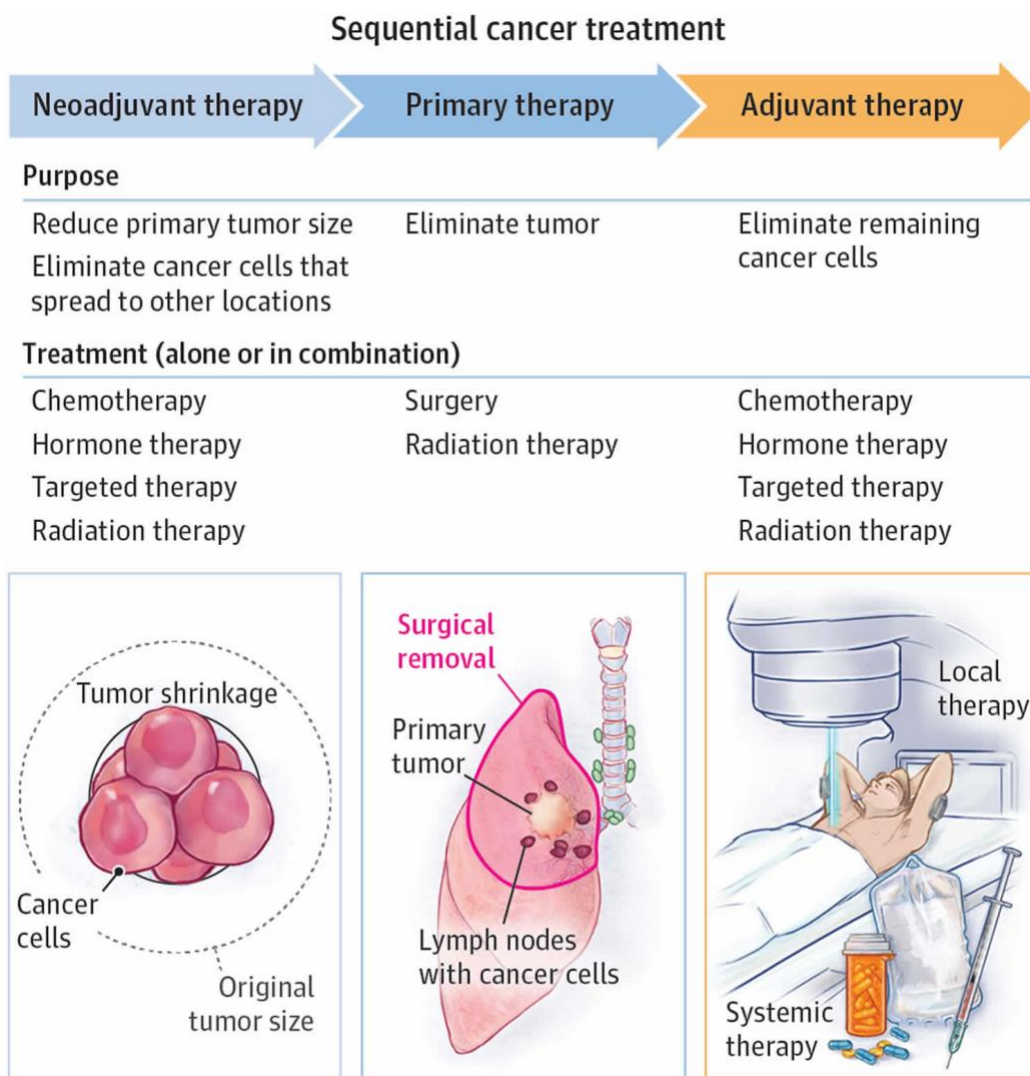 Sequential cancer treatment
Neoadjuvant therapy
Primary therapy
Adjuvant therapy
Purpose
Reduce primary tumor size
Eliminate cancer cells that
spread to other locations
Eliminate tumor
Eliminate remaining
cancer cells
Treatment (alone or in combination)
Chemotherapy
Hormone therapy
Targeted therapy
Radiation therapy
Surgery
Radiation therapy
Chemotherapy
Hormone therapy
Targeted therapy
Radiation therapy
Tumor shrinkage
Cancer
cells
Original
tumor size
Surgical
removal
Primary
tumor
Lymph nodes
with cancer cells
Local
therapy
Systemic
therapy